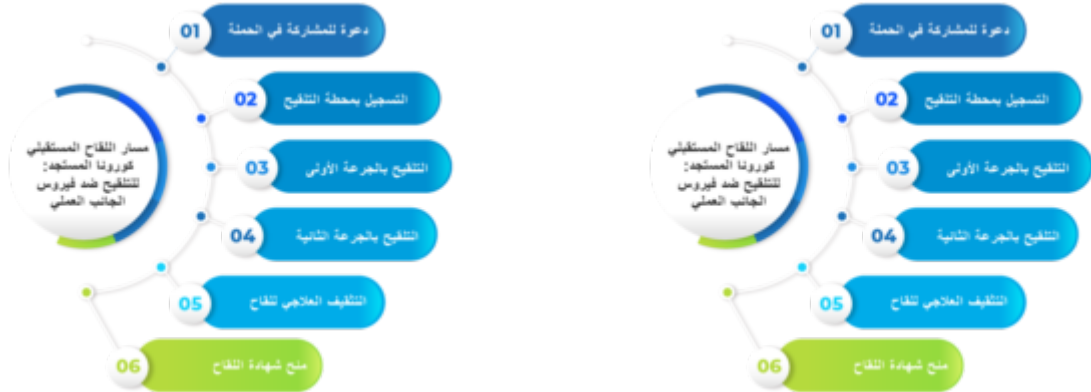 01 دعوة للمشاركة في الحملة
02 التسجيل بمحطة التلقيح
03 التلقيح بالجرعة الأولى
04 التلقيح بالجرعة الثانية
05 التثقيف العلاجي للقاح
06 منح شهادة اللقاح
مسار اللقاح المستقبلي
كورونا المستجد:
للتلقيح ضد فيروس
الجانب العملي
01 دعوة للمشاركة في الحملة
02 التسجيل بمحطة التلقيح
03 التلقيح بالجرعة الأولى
04 التلقيح بالجرعة الثانية
05 التثقيف العلاجي للقاح
06 منح شهادة اللقاح
مسار اللقاح المستقبلي
كورونا المستجد:
للتلقيح ضد فيروس
الجانب العملي